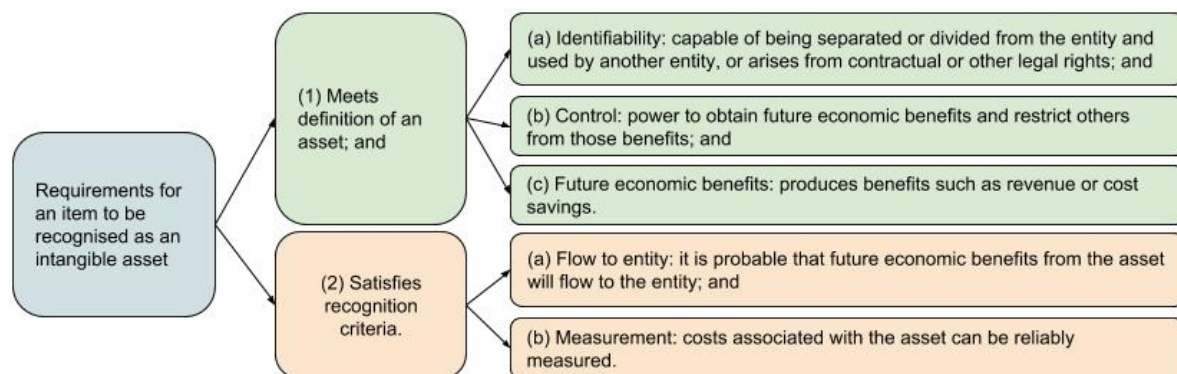 Requirements for
an item to be
recognised as an
intangible asset
(1) Meets
definition of an
asset; and
(a) Identifiability: capable of being separated or divided from the entity and
used by another entity, or arises from contractual or other legal rights; and
(b) Control: power to obtain future economic benefits and restrict others
from those benefits; and
(c) Future economic benefits: produces benefits such as revenue or cost
savings.
(2) Satisfies
recognition
criteria.
(a) Flow to entity: it is probable that future economic benefits from the asset
will flow to the entity; and
(b) Measurement: costs associated with the asset can be reliably
measured.